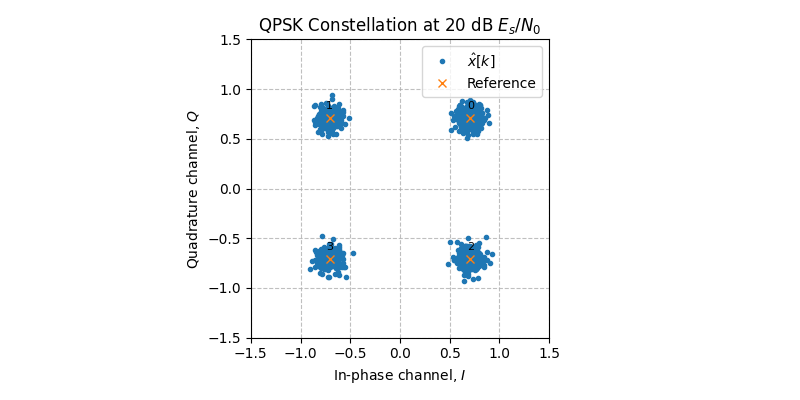 QPSK Constellation at 20 dB $E_s/N_0$
1.5
1.0
0.5
0.0
−0.5
−1.0
−1.5
Quadrature channel, Q
x̂[k]
Reference
1
0
3
2
−1.5 −1.0 −0.5 0.0 0.5 1.0 1.5
In-phase channel, I